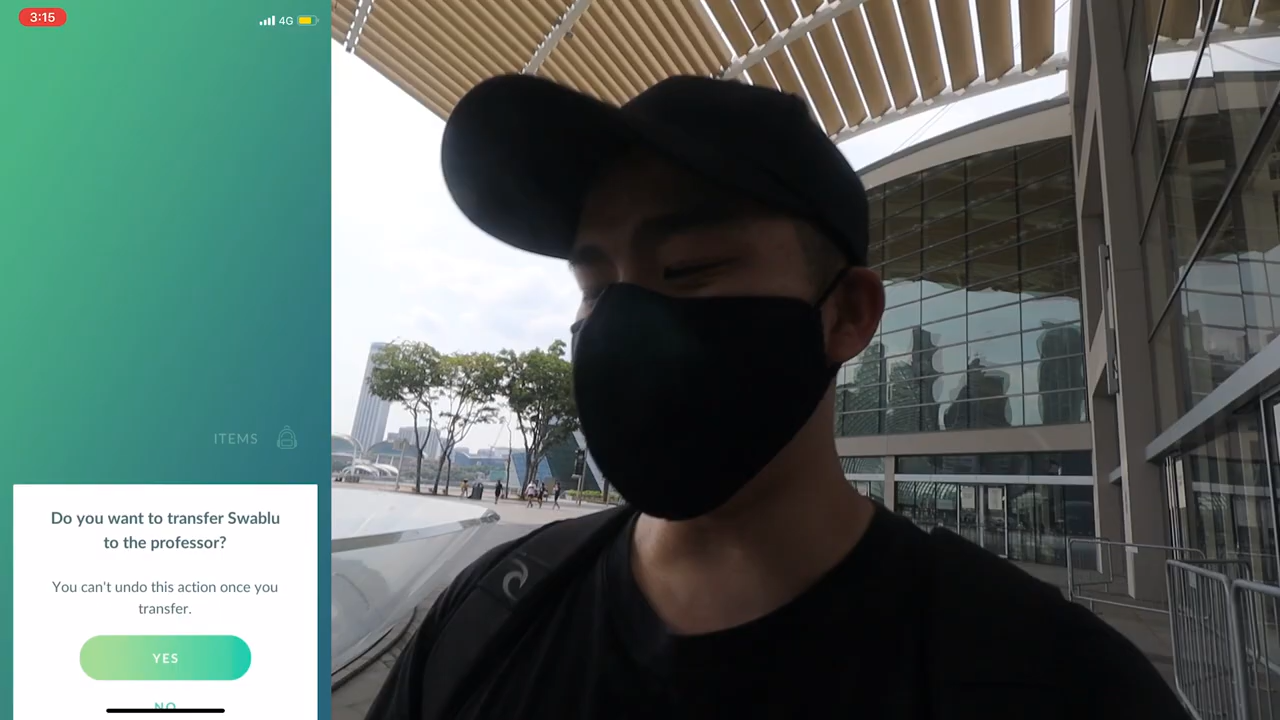 3:15
4G
ITEMS
Do you want to transfer Swablu
to the professor?
You can't undo this action once you
transfer.
YES
NO